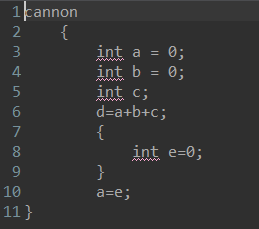 1 cannon
2 {
3 int a = 0;
4 int b = 0;
5 int c;
6 d=a+b+c;
7 {
8 int e=0;
9 }
10 a=e;
11 }